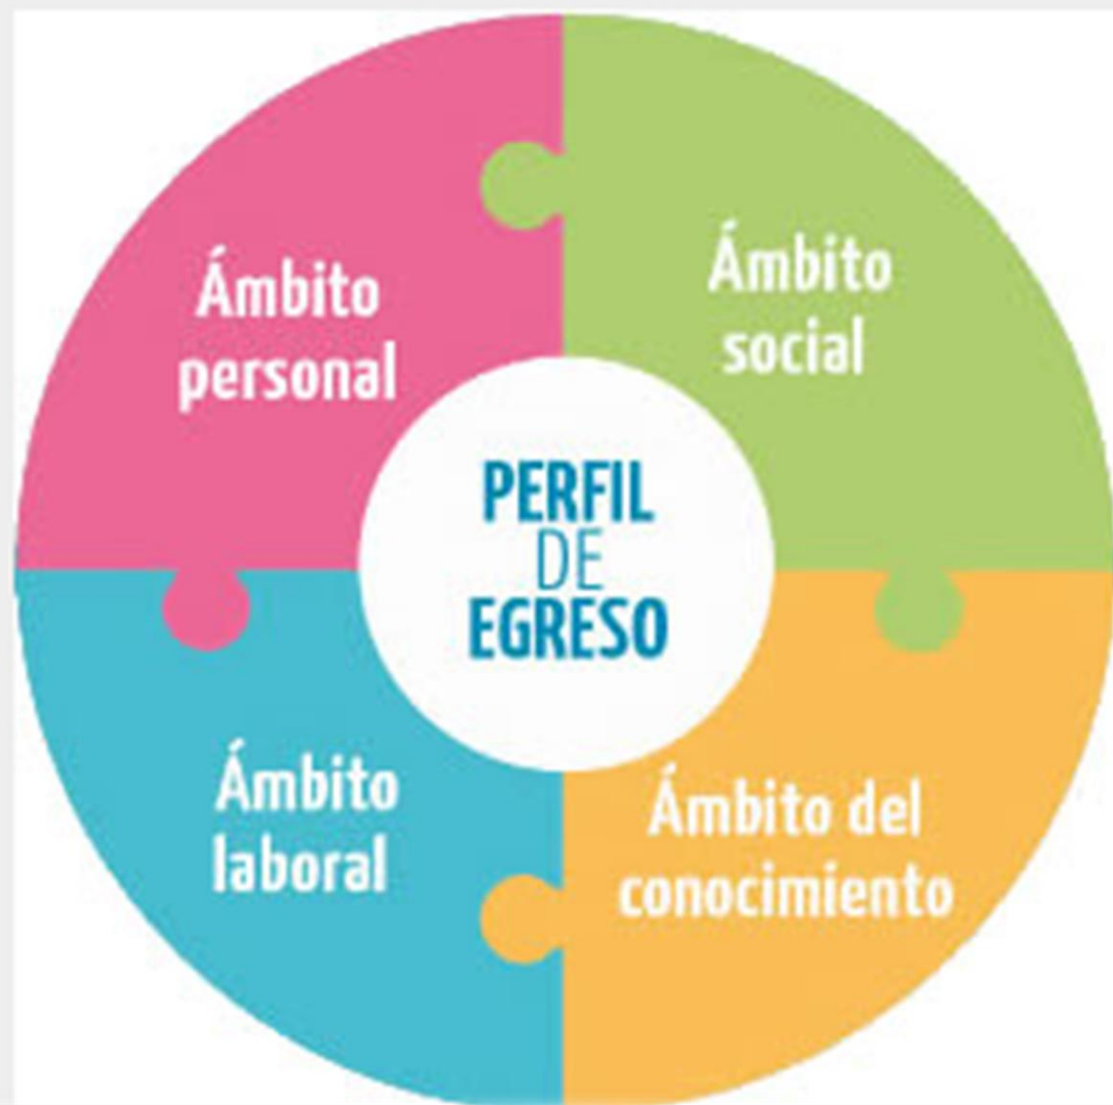 Ámbito
personal
Ámbito
social
PERFIL
DE
EGRESO
Ámbito
laboral
Ámbito del
conocimiento